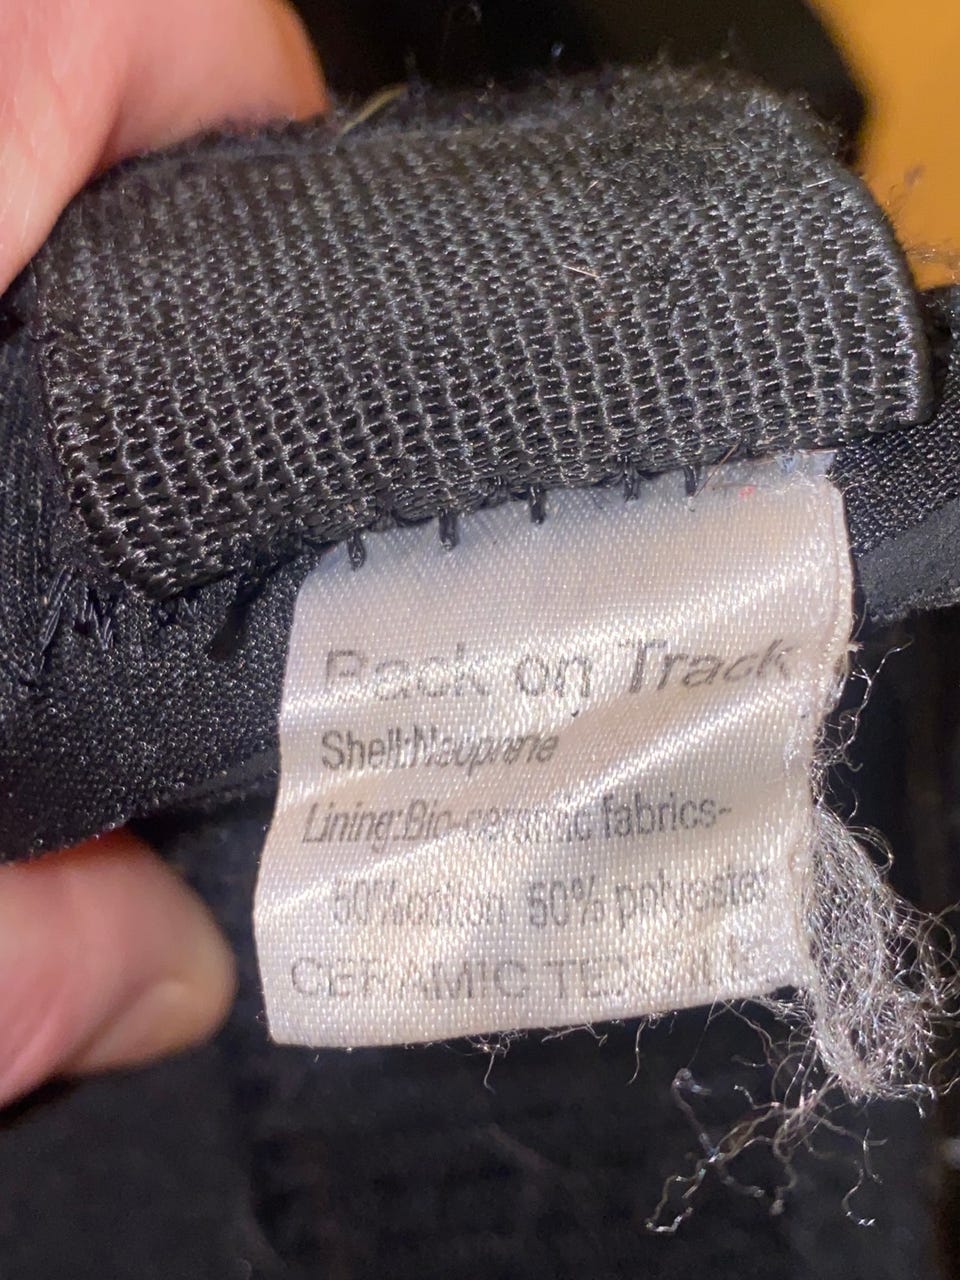 Back on Track
Shell:Neoprene
Lining:Bio-ceramic fabrics-
50%cotton 50% polyester
CERAMIC TEXTILE